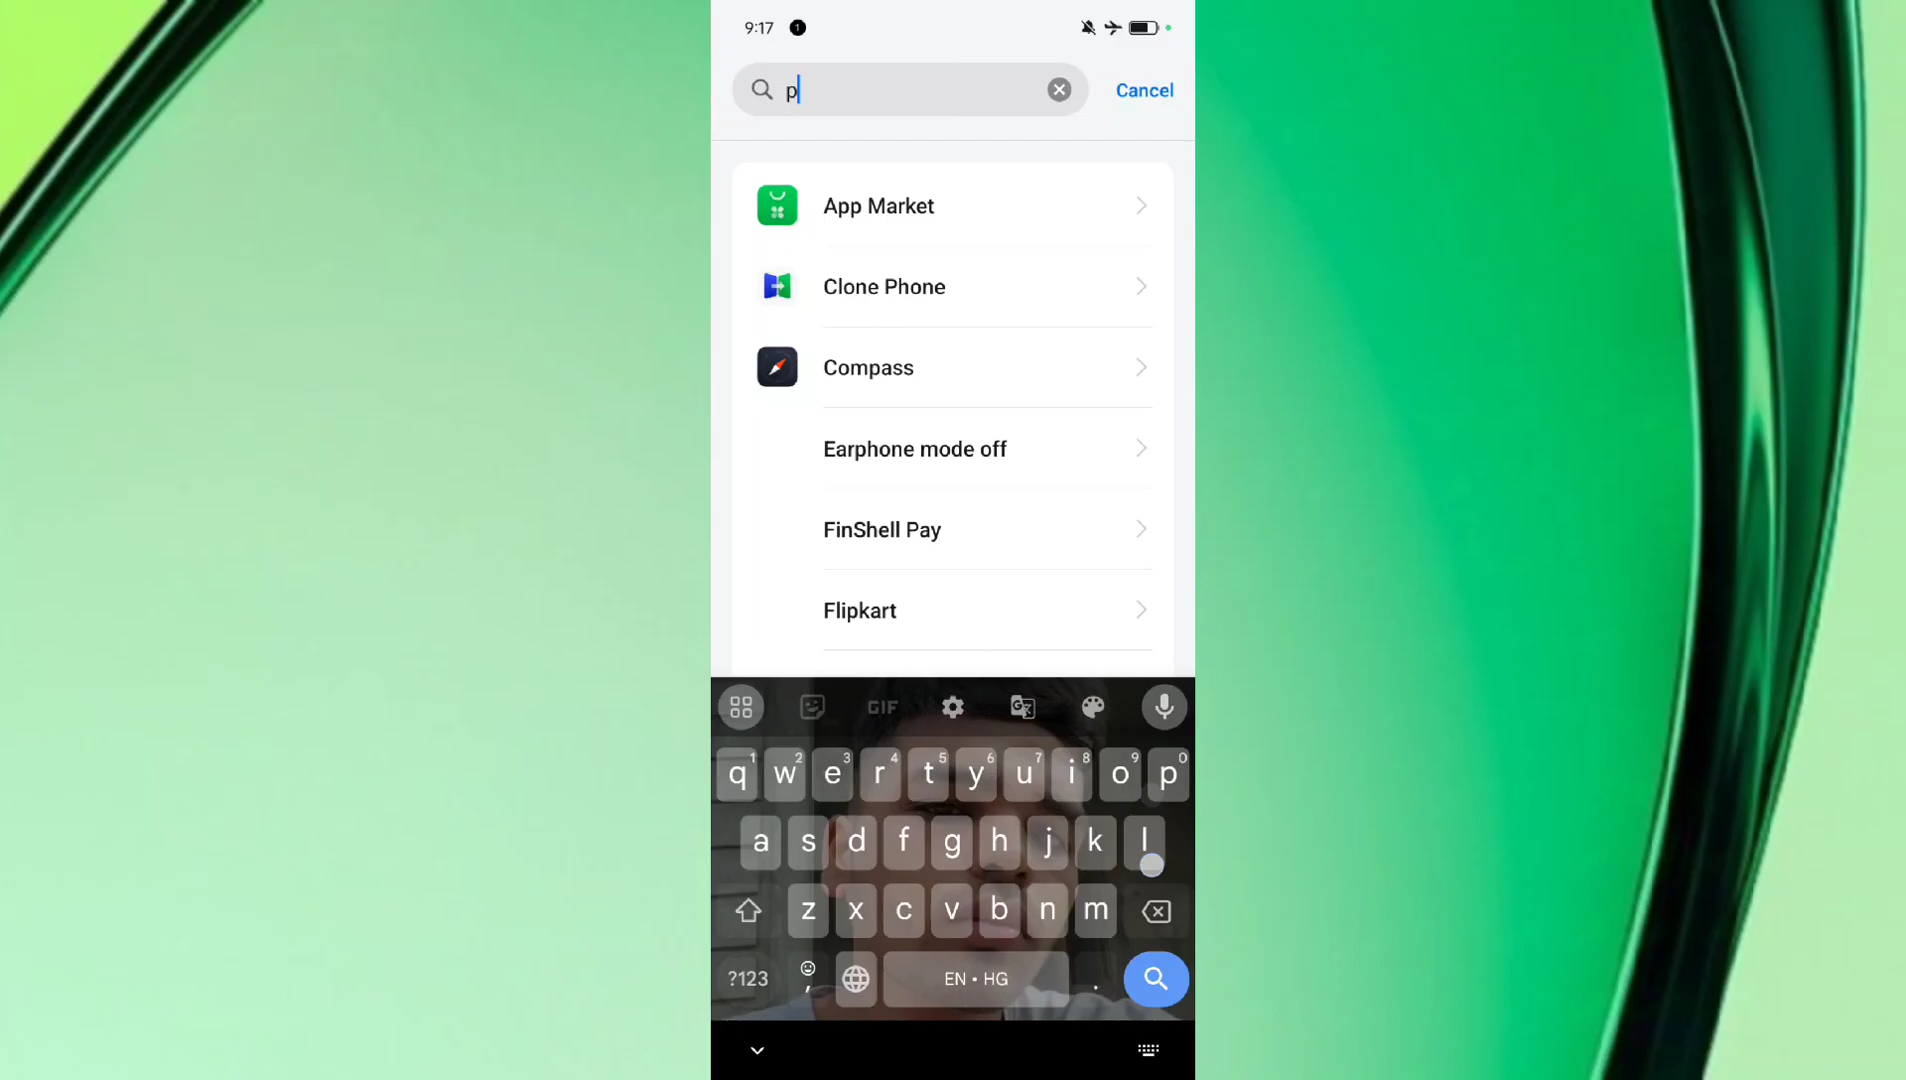 9:17 1
p Cancel
App Market
Clone Phone
Compass
Earphone mode off
FinShell Pay
Flipkart
GIF
q1 w2 e3 r4 t5 y6 u7 i8 o9 p0
a s d f g h j k l
z x c v b n m
?123 , EN • HG .